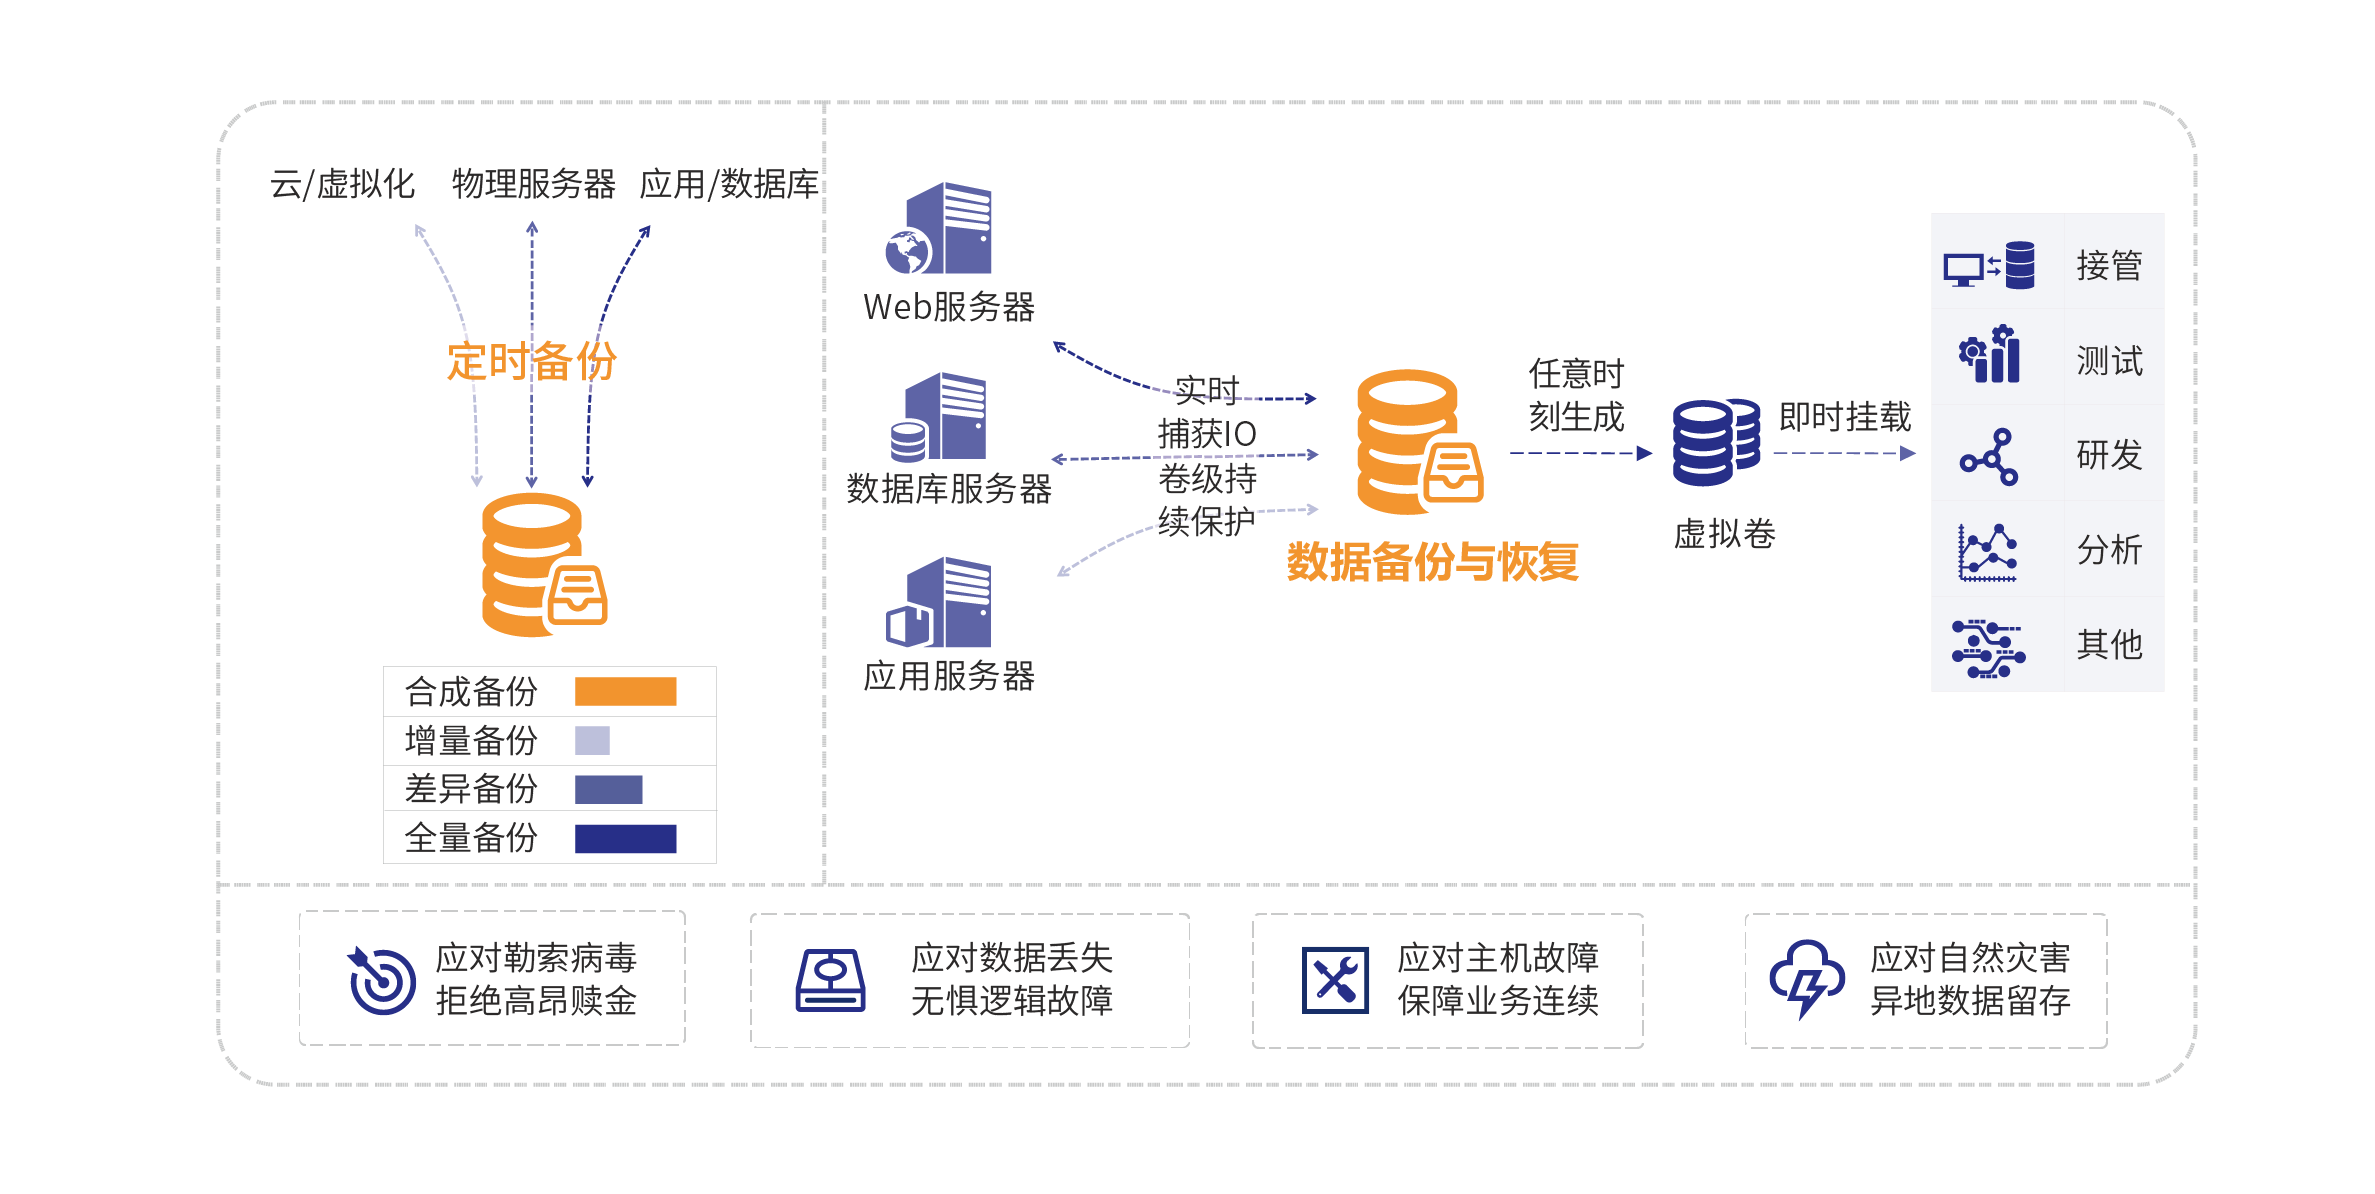 云/虚拟化
物理服务器
应用/数据库
定时备份
合成备份
增量备份
差异备份
全量备份
Web服务器
数据库服务器
应用服务器
实时
捕获IO
卷级持
续保护
数据备份与恢复
任意时
刻生成
虚拟卷
即时挂载
接管
测试
研发
分析
其他
应对勒索病毒
拒绝高昂赎金
应对数据丢失
无惧逻辑故障
应对主机故障
保障业务连续
应对自然灾害
异地数据留存